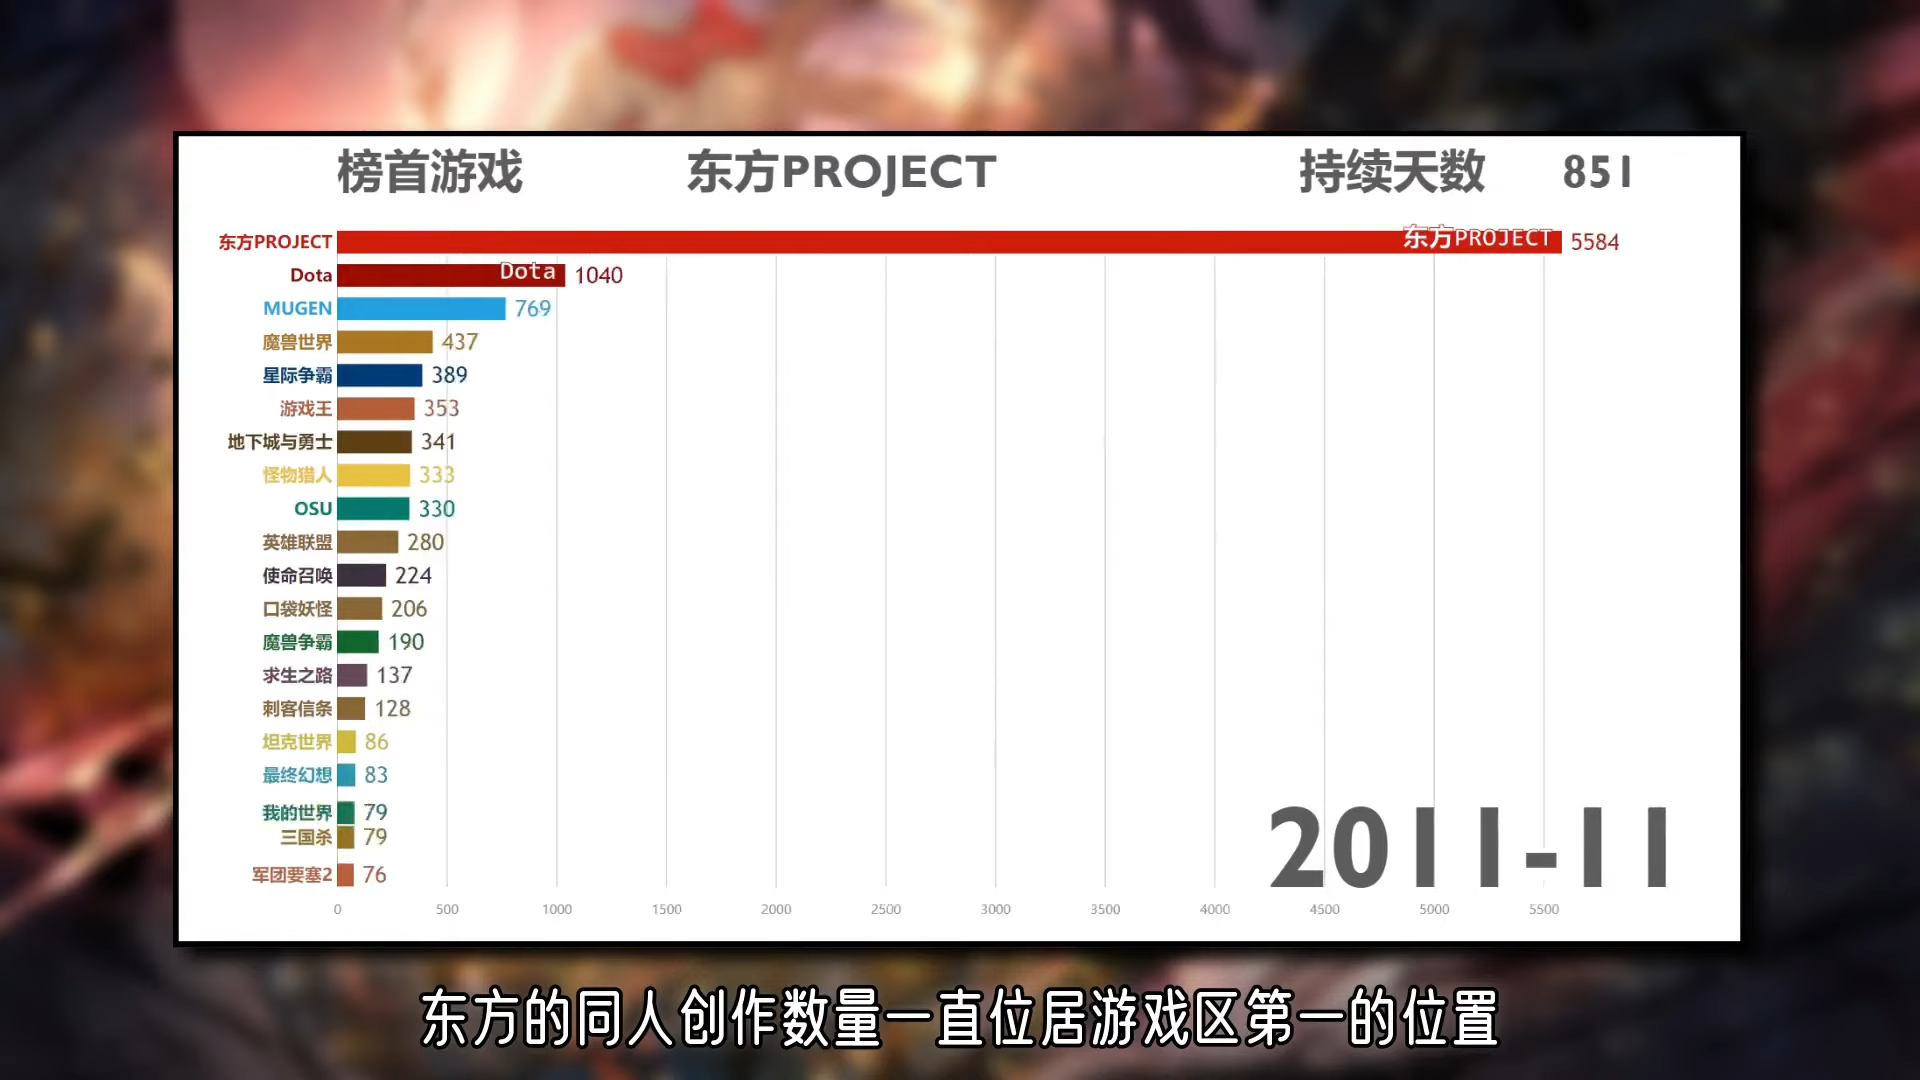 榜首游戏 东方PROJECT 持续天数 851
东方PROJECT 东方PROJECT 5584
Dota Dota 1040
MUGEN 769
魔兽世界 437
星际争霸 389
游戏王 353
地下城与勇士 341
怪物猎人 333
OSU 330
英雄联盟 280
使命召唤 224
口袋妖怪 206
魔兽争霸 190
求生之路 137
刺客信条 128
坦克世界 86
最终幻想 83
我的世界 79
三国杀 79
军团要塞2 76
2011-11
0 500 1000 1500 2000 2500 3000 3500 4000 4500 5000 5500
东方的同人创作数量一直位居游戏区第一的位置